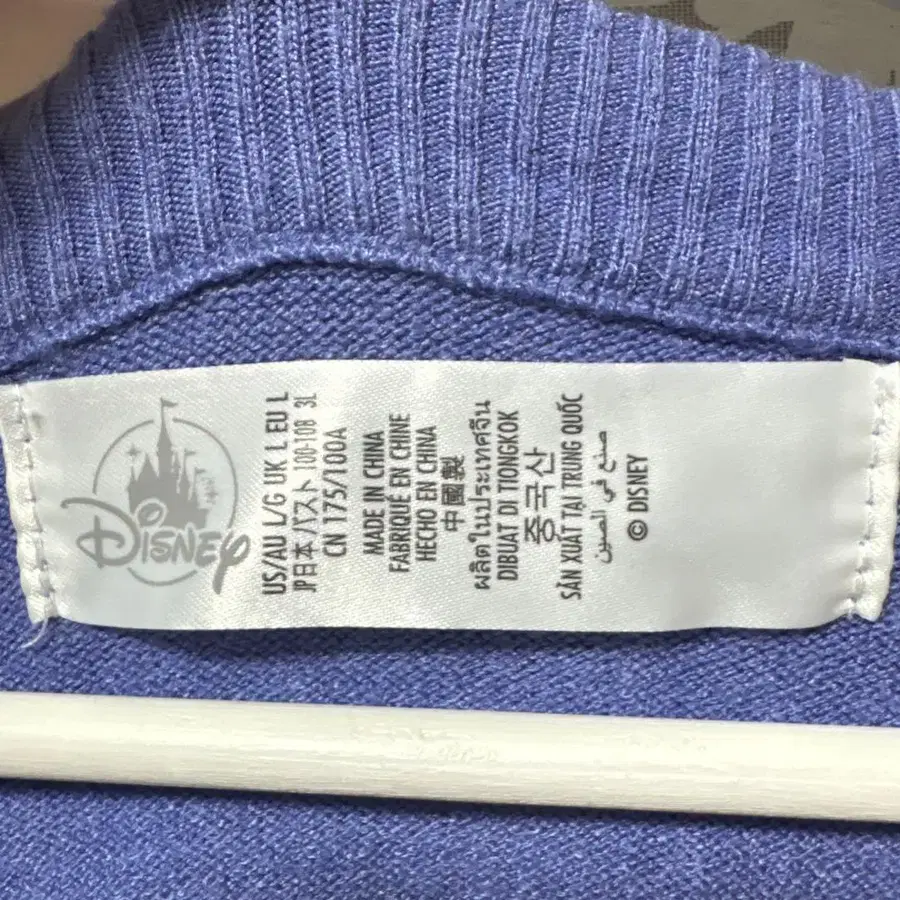 Disney
US/AU L/G UK L EU L
JP日本/バスト 100-108 3L
CN 175/100A
MADE IN CHINA
FABRIQUÉ EN CHINE
HECHO EN CHINA
中國製
ผลิตในประเทศจีน
DIBUAT DI TIONGKOK
중국산
SẢN XUẤT TẠI TRUNG QUỐC
صنع في الصين
© DISNEY